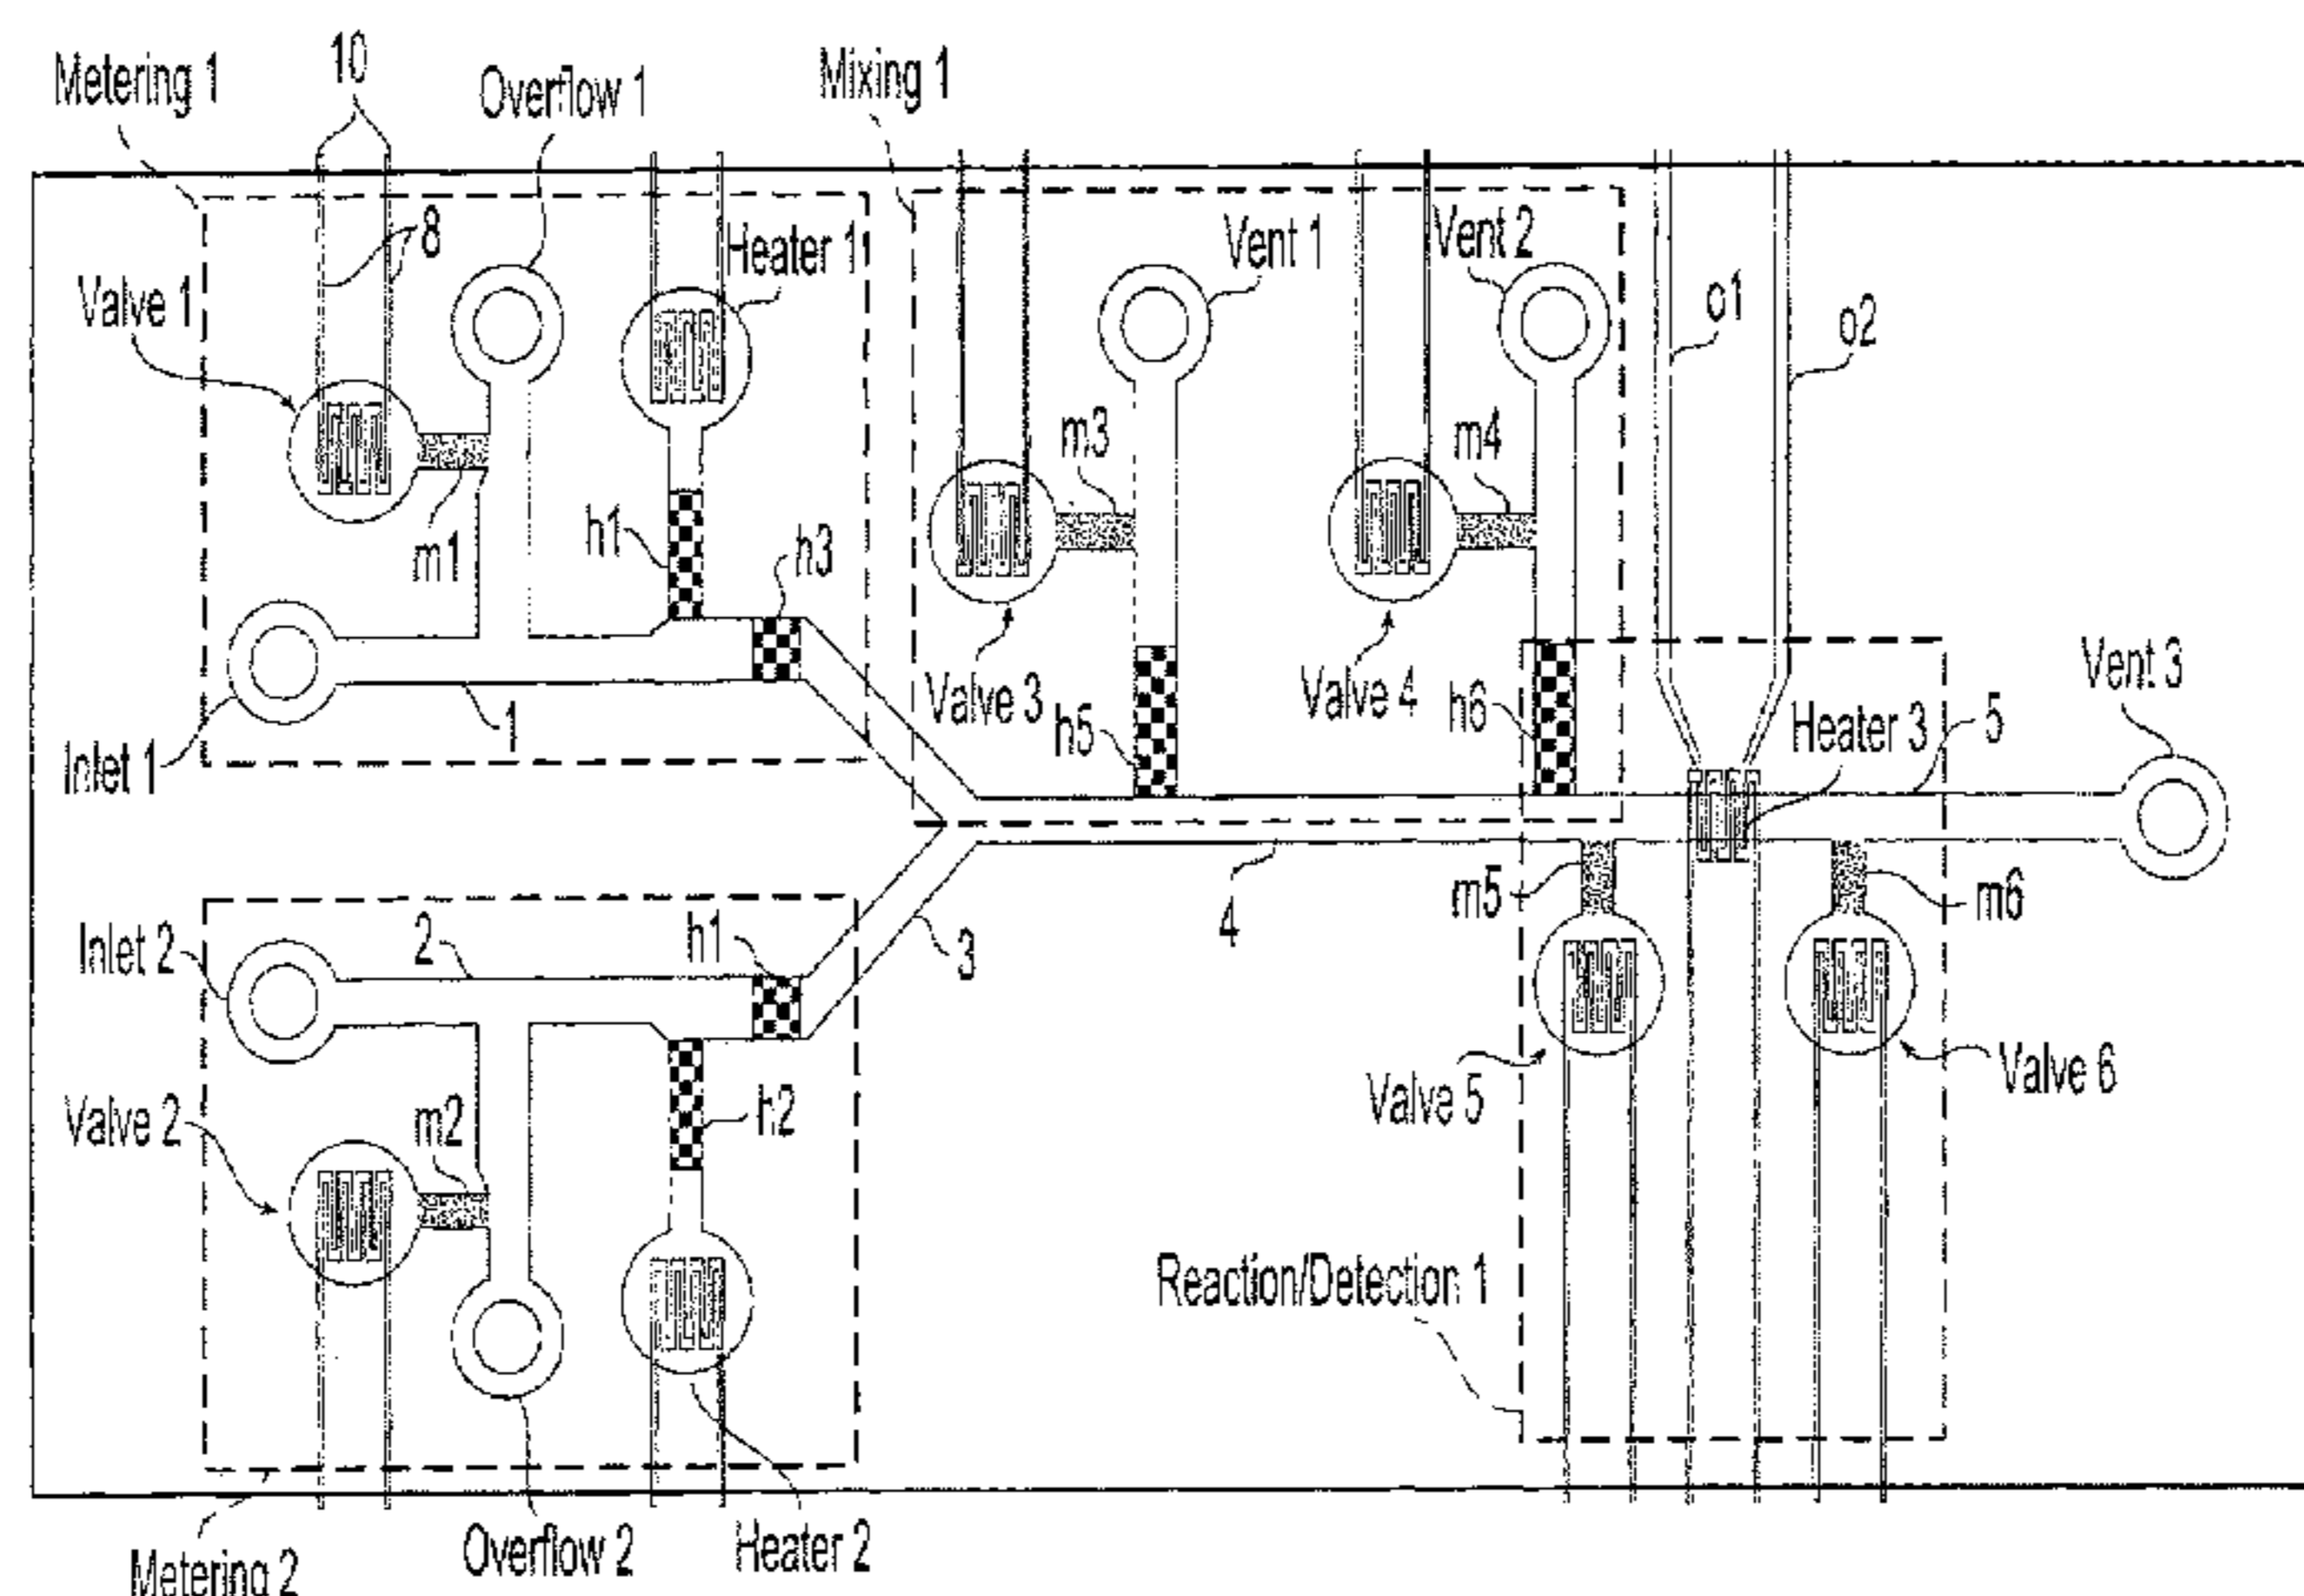 Metering 1
10
Overflow 1
Mixing 1
8
Heater 1
Vent 1
Vent 2
Valve 1
o1
o2
m3
m4
h1
h3
m1
Valve 3
Valve 4
h5
h6
Heater 3
5
Vent 3
Inlet 1
1
Inlet 2
2
h1
3
4
m5
m6
Valve 2
m2
h2
Valve 5
Valve 6
Reaction/Detection 1
Metering 2
Overflow 2
Heater 2